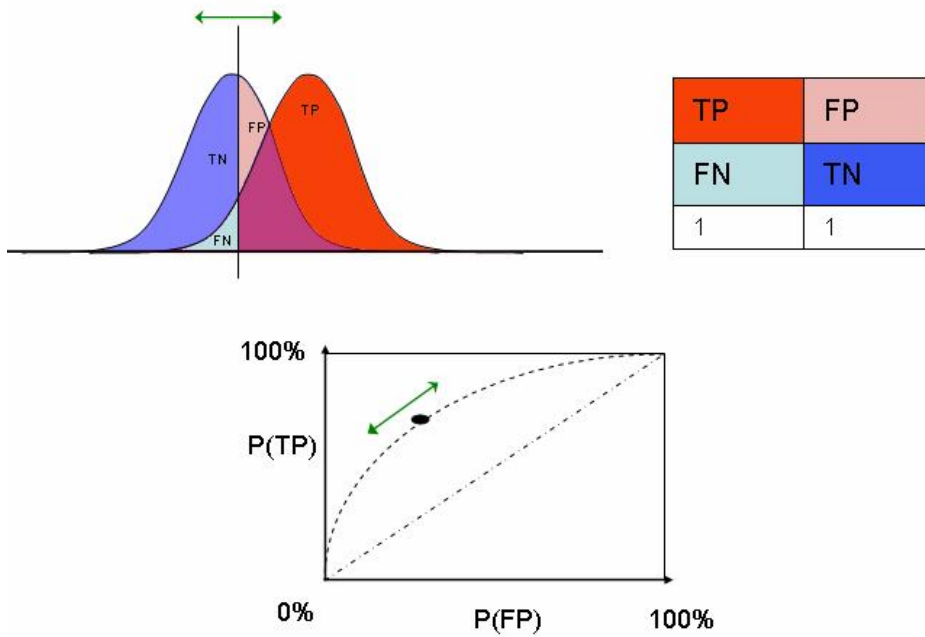 TN
FP
TP
FN
TP FP
FN TN
1 1
100%
P(TP)
0%
P(FP)
100%